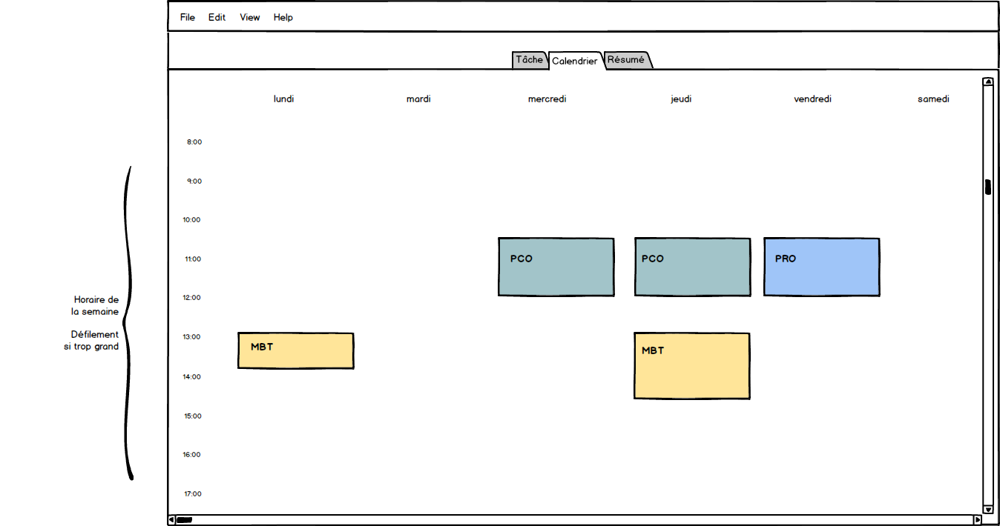 File Edit View Help
Tâche Calendrier Résumé
lundi mardi mercredi jeudi vendredi samedi
8:00
9:00
10:00
11:00 PCO PCO PRO
12:00
Horaire de
la semaine
Défilement
si trop grand
13:00
MBT MBT
14:00
15:00
16:00
17:00